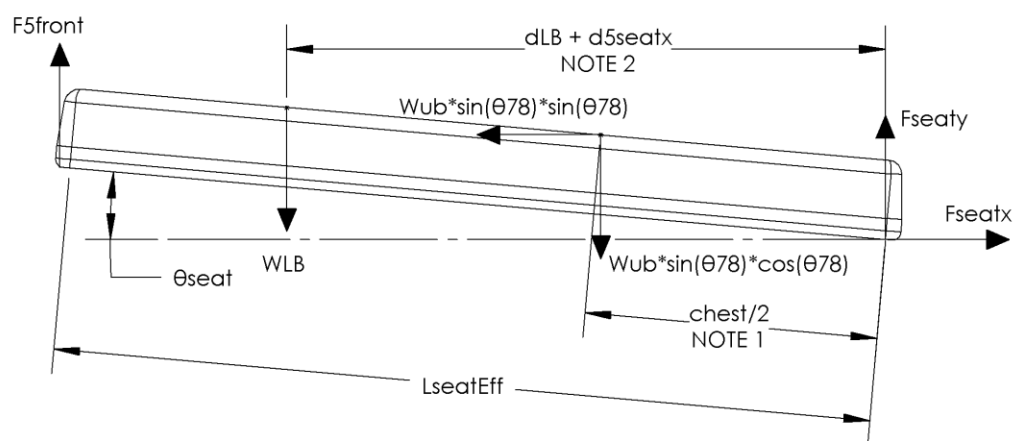 F5front
dLB + d5seatx
NOTE 2
Wub*sin(θ78)*sin(θ78)
Fseaty
Fseatx
WLB
Wub*sin(θ78)*cos(θ78)
θseat
chest/2
NOTE 1
LseatEff